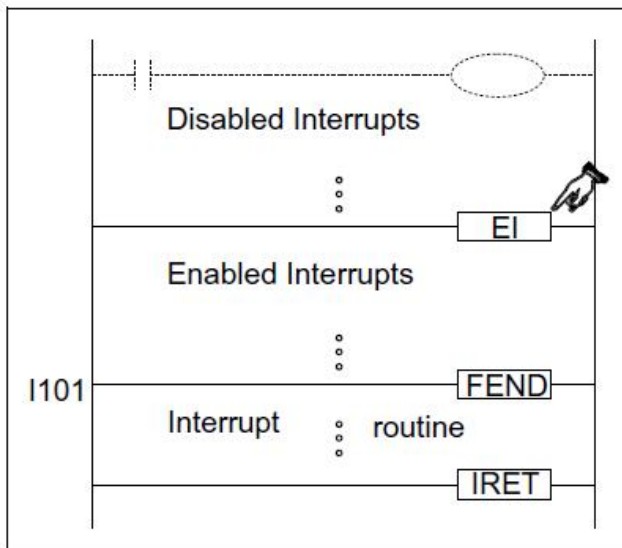 Disabled Interrupts
EI
Enabled Interrupts
I101 FEND
Interrupt routine
IRET